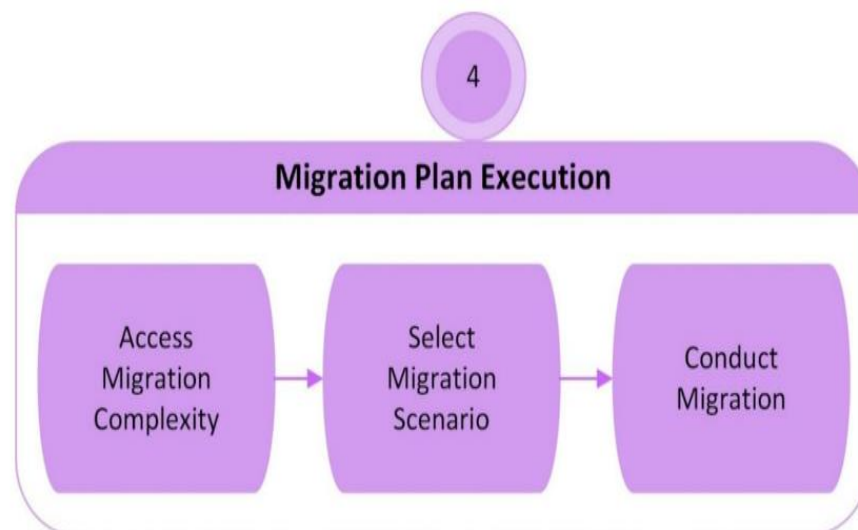 4
Migration Plan Execution
Access
Migration
Complexity
Select
Migration
Scenario
Conduct
Migration